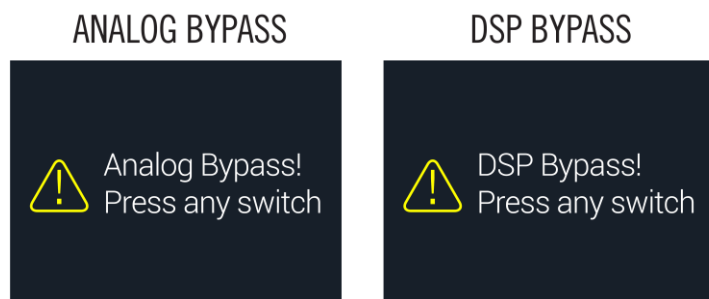 ANALOG BYPASS
DSP BYPASS
Analog Bypass!
Press any switch
DSP Bypass!
Press any switch